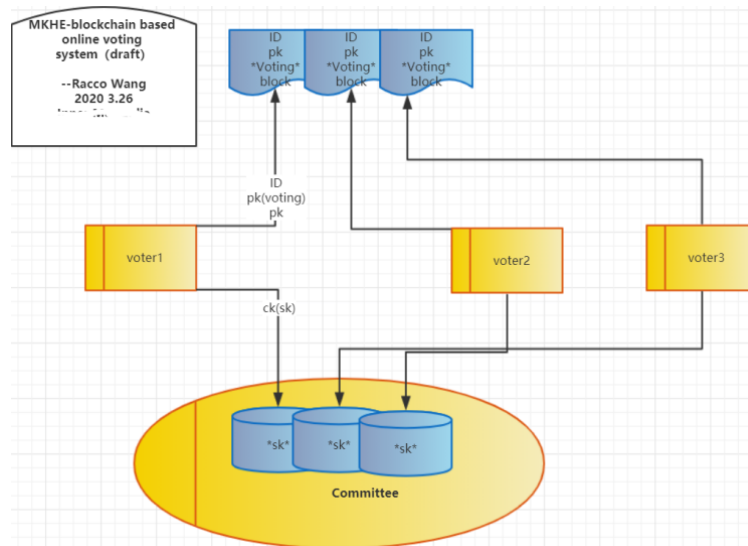 MKHE-blockchain based
online voting
system (draft)
--Racco Wang
2020 3.26
ID
pk
*Voting*
block
ID
pk
*Voting*
block
ID
pk
*Voting*
block
ID
pk(voting)
pk
voter1
voter2
voter3
ck(sk)
*sk*
*sk*
*sk*
Committee